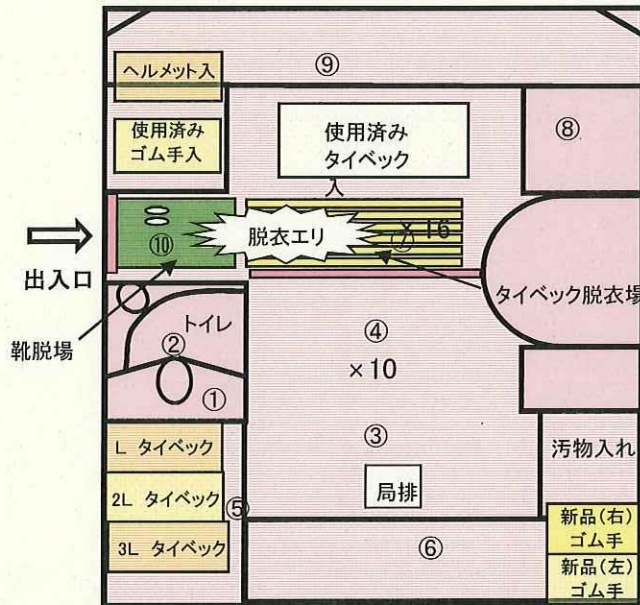 ⑨
ヘルメット入
使用済み
ゴム手入
使用済み
タイベック
入
⑧
出入口
⑩
脱衣エリ
⑦
×16
タイベック脱衣場
靴脱場
トイレ
②
①
④
×10
③
局排
L タイベック
2L タイベック
3L タイベック
⑤
⑥
汚物入れ
新品(右)
ゴム手
新品(左)
ゴム手